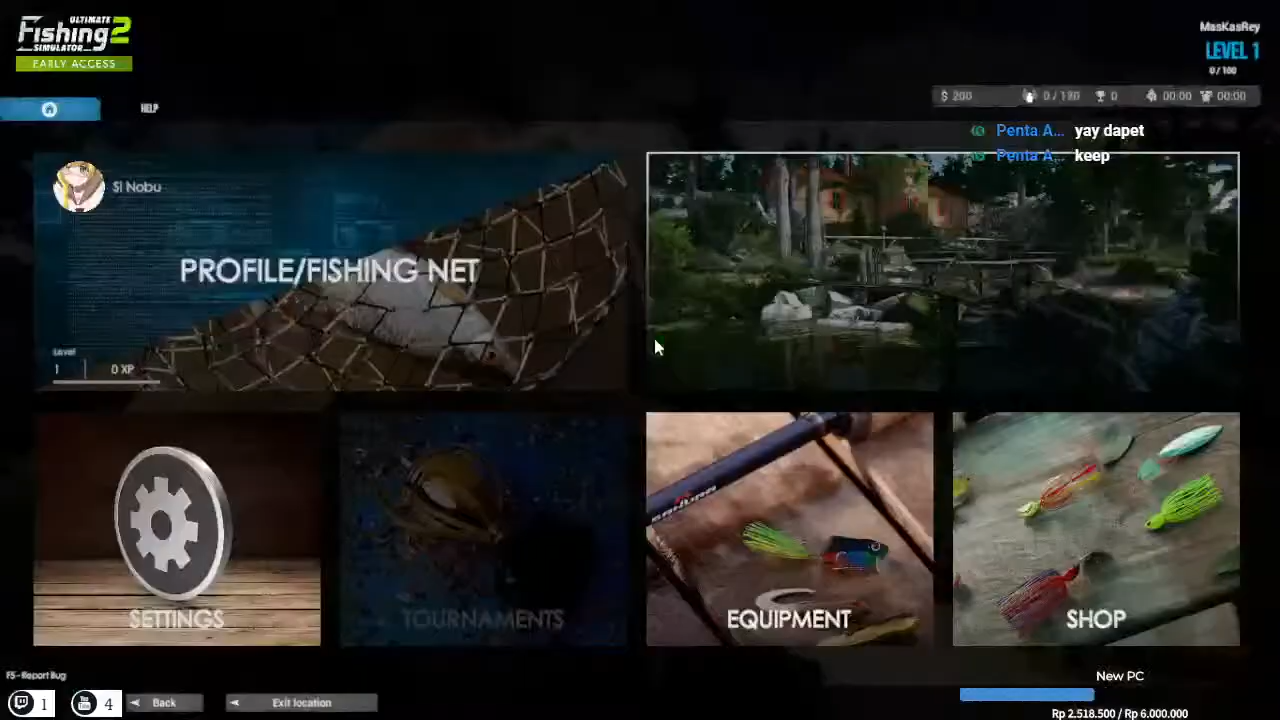 ULTIMATE
Fishing 2
SIMULATOR
EARLY ACCESS
MasKasRey
LEVEL 1
0 / 100
HELP
$ 200
0 / 180
0
00:00
00:00
Penta A... yay dapet
Penta A... keep
Si Nobu
PROFILE/FISHING NET
Level
1
0 XP
SETTINGS
TOURNAMENTS
SAKURA
EQUIPMENT
SHOP
F5 - Report Bug
1
4
Back
Exit location
New PC
Rp 2.518.500 / Rp 6.000.000